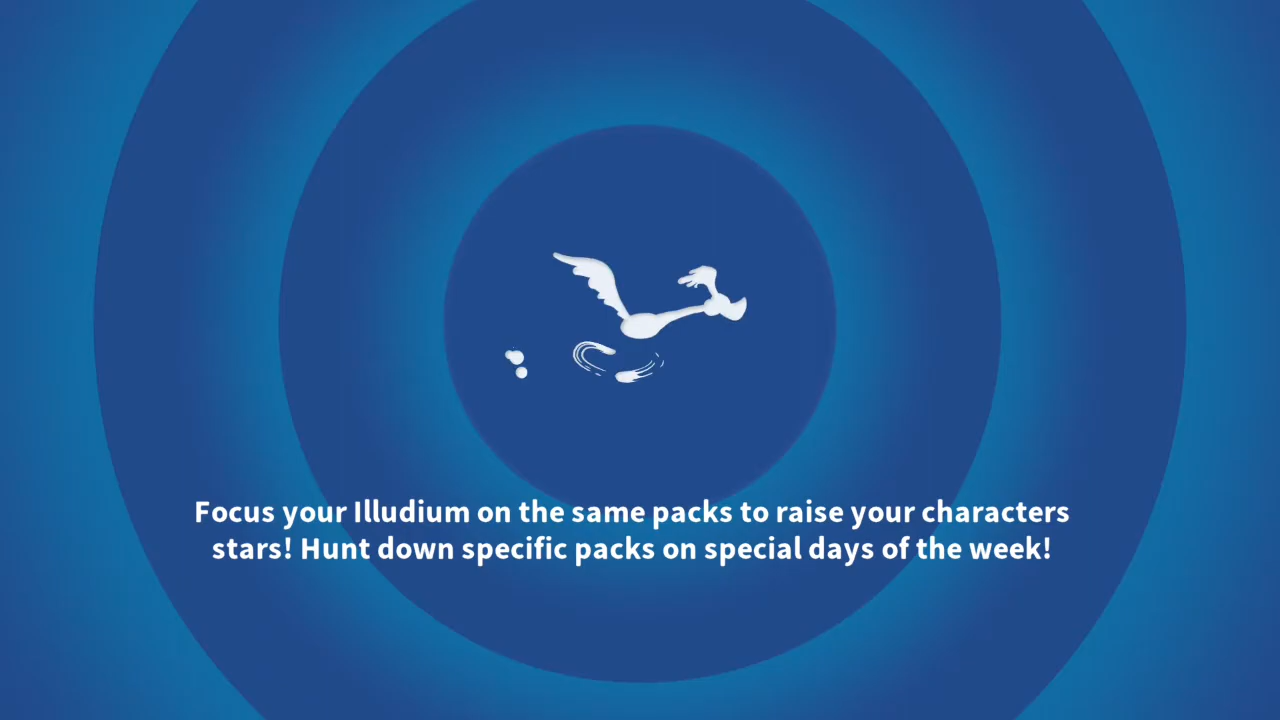 Focus your Illudium on the same packs to raise your characters
stars! Hunt down specific packs on special days of the week!